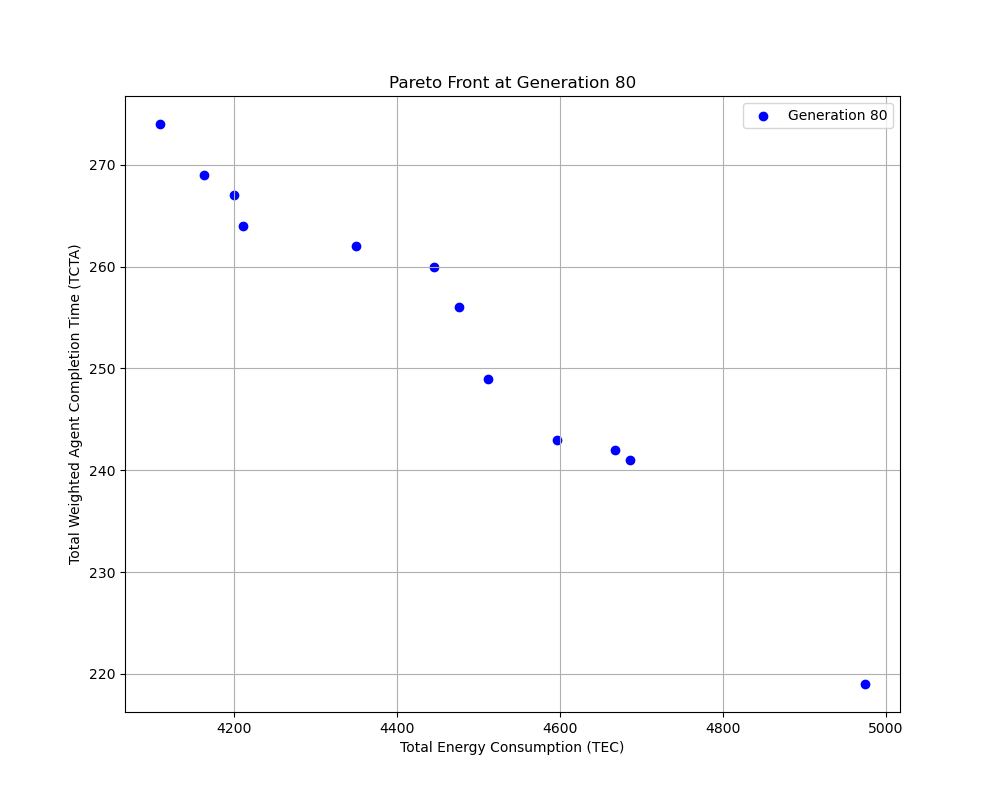 Pareto Front at Generation 80
Generation 80
270
260
250
240
230
220
Total Weighted Agent Completion Time (TCTA)
4200 4400 4600 4800 5000
Total Energy Consumption (TEC)